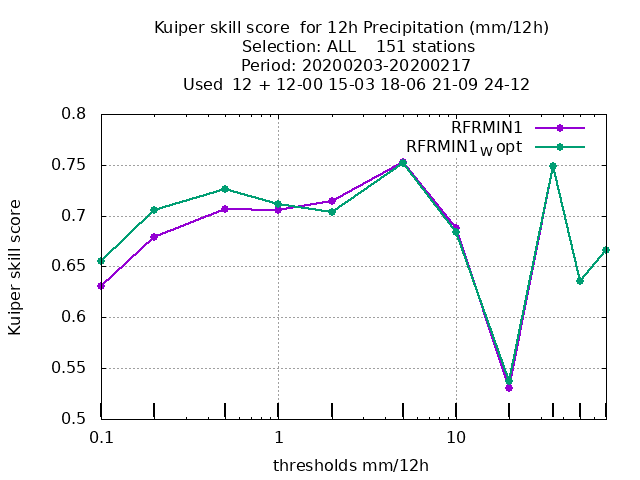 Kuiper skill score  for 12h Precipitation (mm/12h)
Selection: ALL    151 stations
Period: 20200203-20200217
Used  12 + 12-00 15-03 18-06 21-09 24-12
RFRMIN1
RFRMIN1W opt
0.8
0.75
0.7
0.65
0.6
0.55
0.5
Kuiper skill score
0.1
1
10
thresholds mm/12h